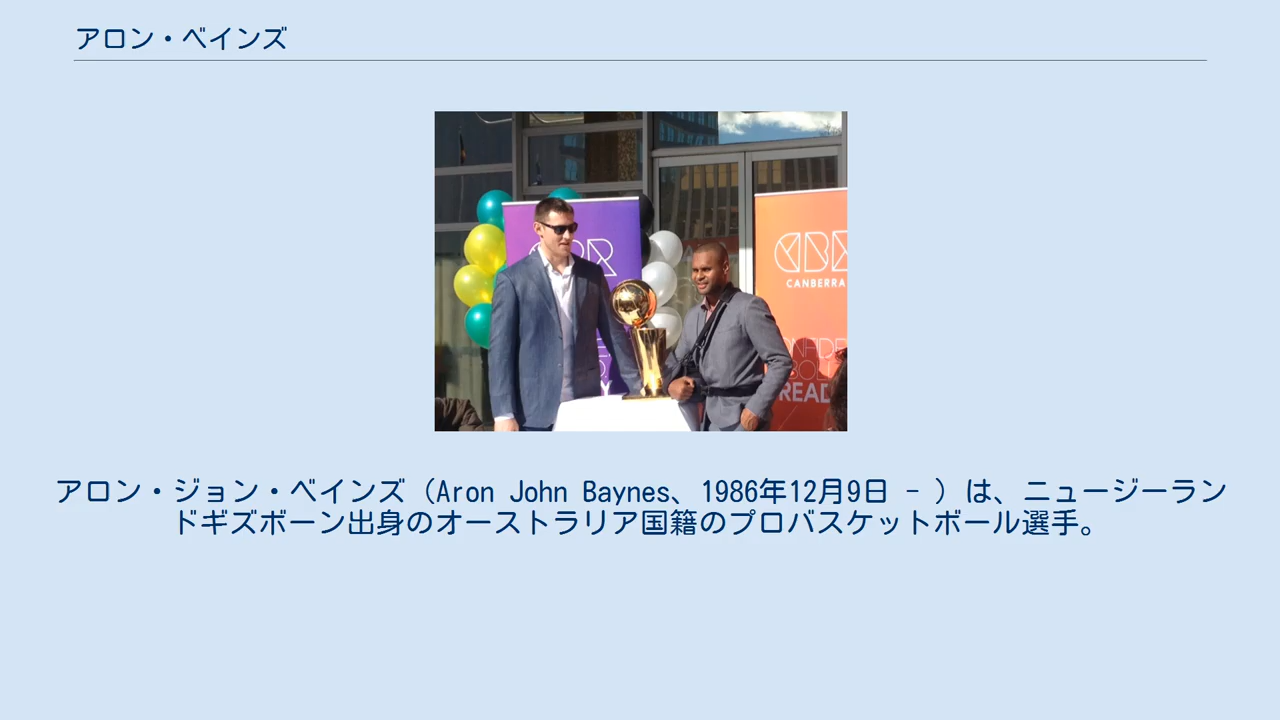 アロン・ベインズ
CBR
CBR
CANBERRA
READ
アロン・ジョン・ベインズ（Aron John Baynes、1986年12月9日 - ）は、ニュージーラン
ドギズボーン出身のオーストラリア国籍のプロバスケットボール選手。